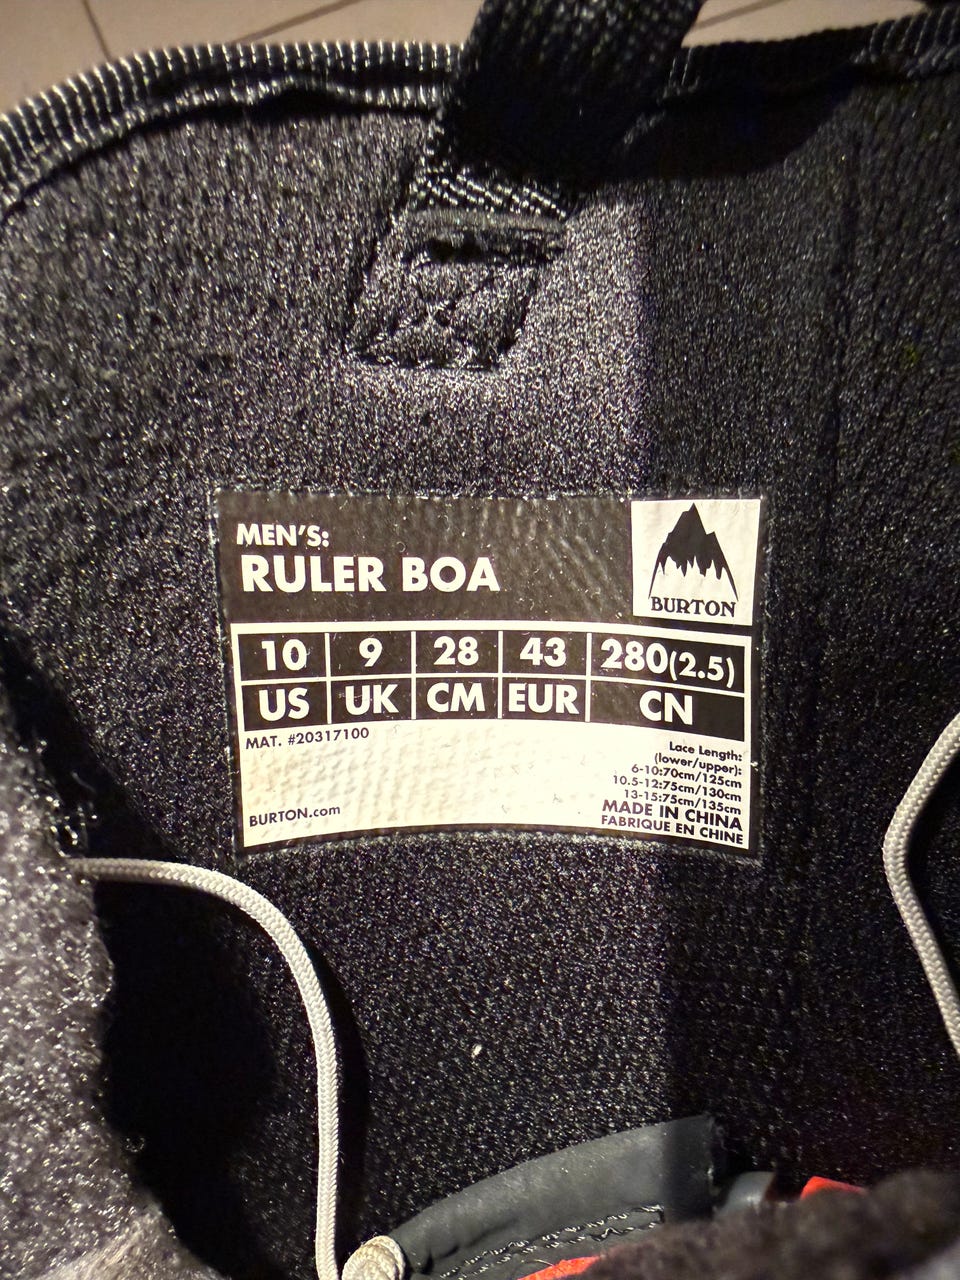 MEN'S:
RULER BOA
BURTON
10 9 28 43 280(2.5)
US UK CM EUR CN
MAT. #20317100
BURTON.com
Lace Length:
(lower/upper):
6-10:70cm/125cm
10.5-12:75cm/130cm
13-15:75cm/135cm
MADE IN CHINA
FABRIQUE EN CHINE